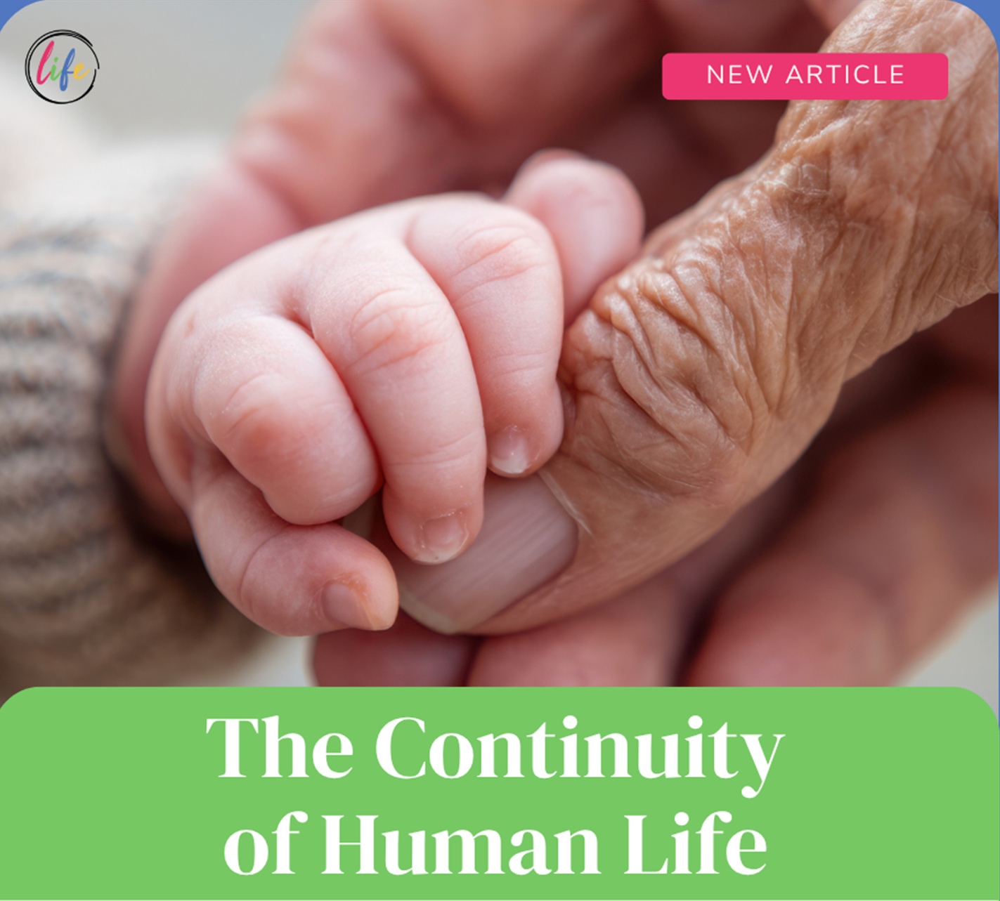 life
NEW ARTICLE
The Continuity
of Human Life